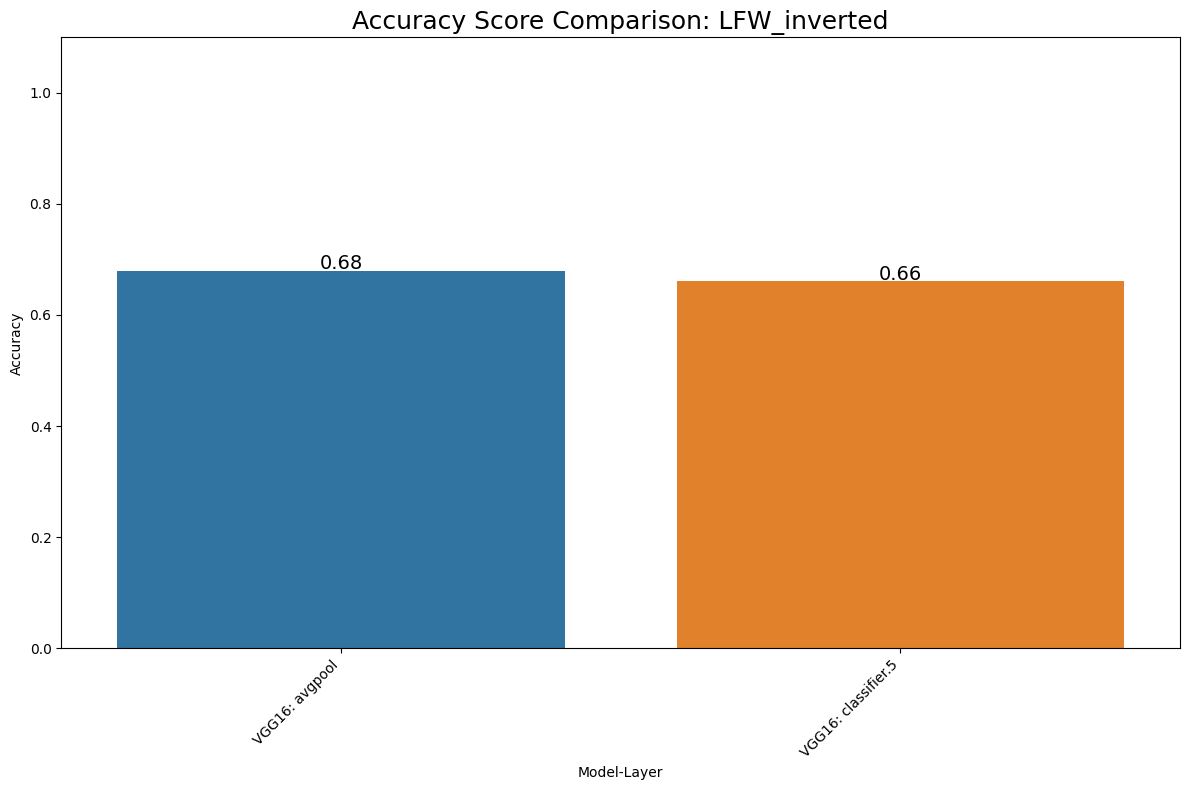 Accuracy Score Comparison: LFW_inverted
1.0
0.8
0.6
0.4
0.2
0.0
Accuracy
0.68
0.66
VGG16: avgpool
VGG16: classifier.5
Model-Layer